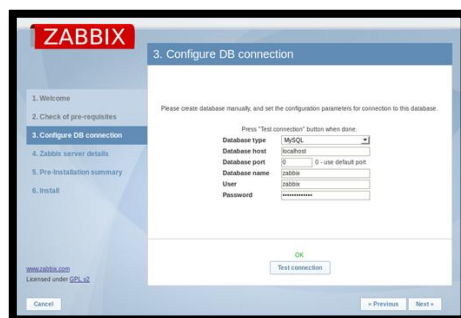 ZABBIX
3. Configure DB connection
1. Welcome
2. Check of pre-requisites
3. Configure DB connection
4. Zabbix server details
5. Pre-Installation summary
6. Install
Please create database manually, and set the configuration parameters for connection to this database.
Press "Test connection" button when done.
Database type MySQL
Database host localhost
Database port 0 0 - use default port
Database name zabbix
User zabbix
Password *************
OK
Test connection
www.zabbix.com
Licensed under GPL v2
Cancel
« Previous Next »